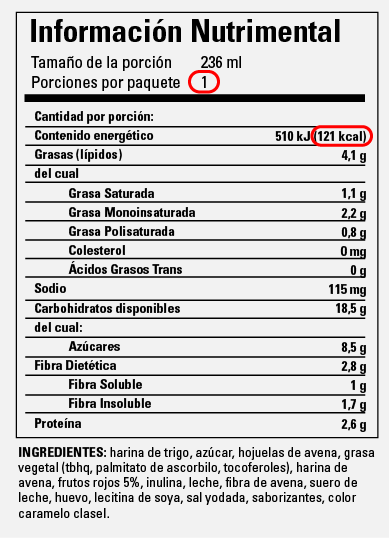 Información Nutrimental
Tamaño de la porción 236 ml
Porciones por paquete 1
Cantidad por porción:
Contenido energético 510 kJ (121 kcal)
Grasas (lípidos) 4,1 g
del cual
Grasa Saturada 1,1 g
Grasa Monoinsaturada 2,2 g
Grasa Polisaturada 0,8 g
Colesterol 0 mg
Ácidos Grasos Trans 0 g
Sodio 115 mg
Carbohidratos disponibles 18,5 g
del cual:
Azúcares 8,5 g
Fibra Dietética 2,8 g
Fibra Soluble 1 g
Fibra Insoluble 1,7 g
Proteína 2,6 g
INGREDIENTES: harina de trigo, azúcar, hojuelas de avena, grasa
vegetal (tbhq, palmitato de ascorbilo, tocoferoles), harina de
avena, frutos rojos 5%, inulina, leche, fibra de avena, suero de
leche, huevo, lecitina de soya, sal yodada, saborizantes, color
caramelo clasel.